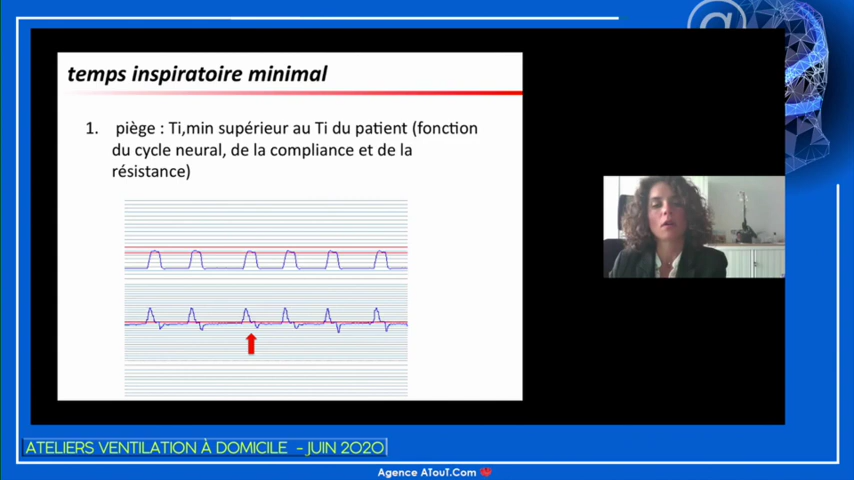 temps inspiratoire minimal
1. piège : Ti,min supérieur au Ti du patient (fonction
du cycle neural, de la compliance et de la
résistance)
ATELIERS VENTILATION À DOMICILE - JUIN 2020
Agence ATouT.Com